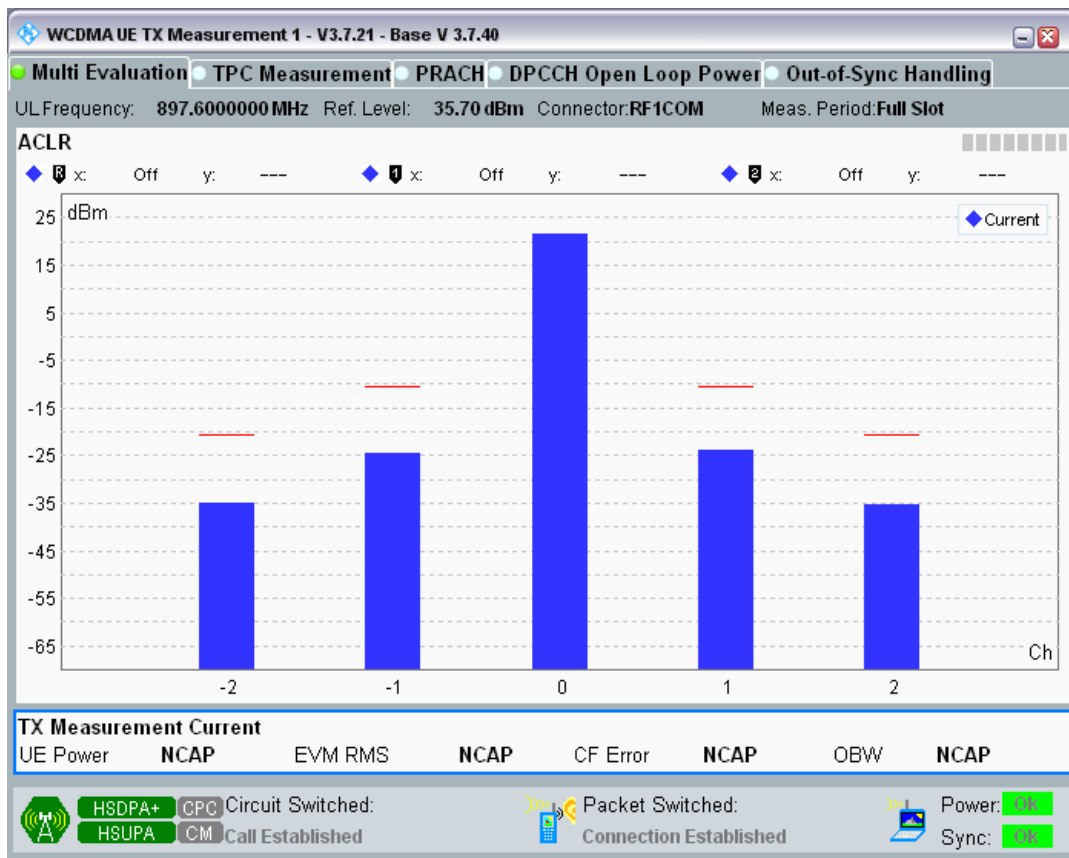 WCDMA UE TX Measurement 1 - V3.7.21 - Base V 3.7.40
Multi Evaluation TPC Measurement PRACH DPCCH Open Loop Power Out-of-Sync Handling
UL Frequency: 897.6000000 MHz Ref. Level: 35.70 dBm Connector: RF1COM Meas. Period: Full Slot
ACLR
R x: Off y: --- 1 x: Off y: --- 2 x: Off y: ---
dBm
Current
25
15
5
-5
-15
-25
-35
-45
-55
-65
Ch
-2 -1 0 1 2
TX Measurement Current
UE Power NCAP EVM RMS NCAP CF Error NCAP OBW NCAP
HSDPA+ CPC Circuit Switched: Packet Switched: Power: Ok
HSUPA CM Call Established Connection Established Sync: Ok